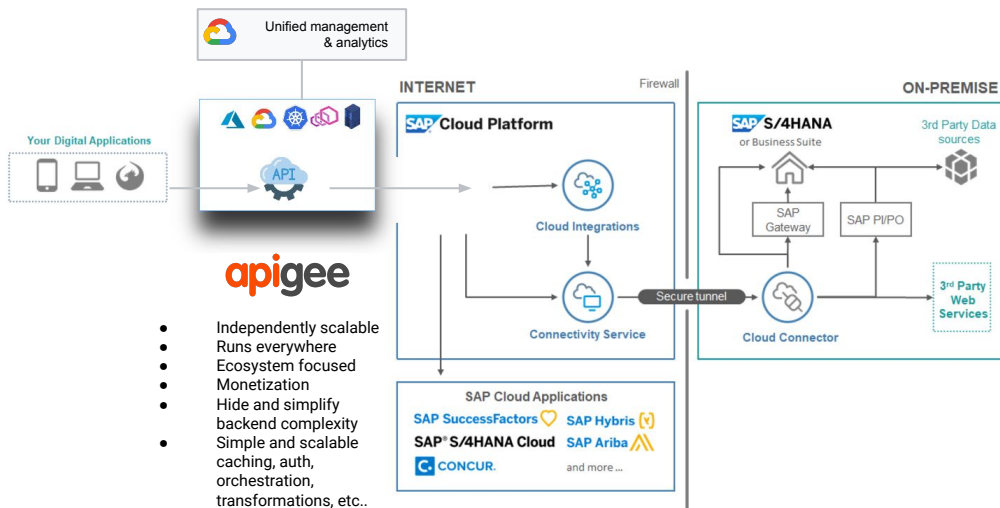 Unified management
& analytics
Your Digital Applications
API
apigee
● Independently scalable
● Runs everywhere
● Ecosystem focused
● Monetization
● Hide and simplify
backend complexity
● Simple and scalable
caching, auth,
orchestration,
transformations, etc..
INTERNET
Firewall
ON-PREMISE
SAP Cloud Platform
Cloud Integrations
Connectivity Service
Secure tunnel
SAP Cloud Applications
SAP SuccessFactors
SAP Hybris
SAP® S/4HANA Cloud
SAP Ariba
C. CONCUR.
and more ...
SAP S/4HANA
or Business Suite
3rd Party Data
sources
SAP
Gateway
SAP PI/PO
Cloud Connector
3rd Party
Web
Services